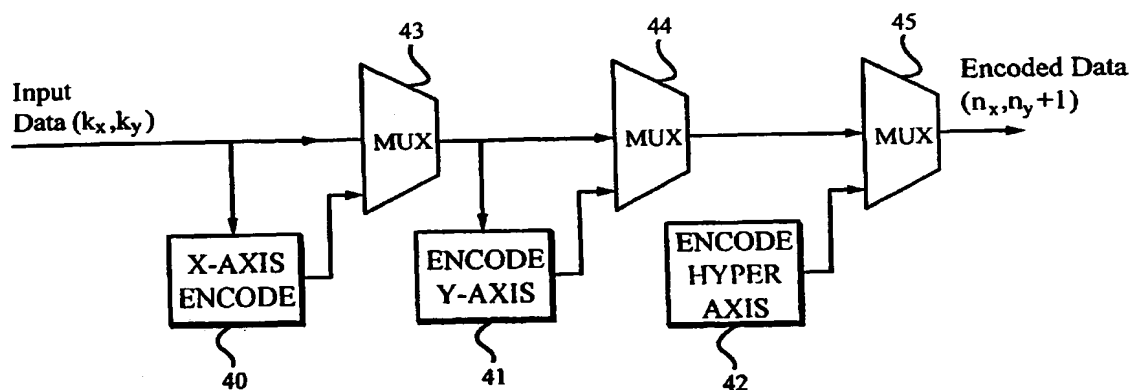 43
44
45
Input
Data (kx,ky)
MUX
MUX
MUX
Encoded Data
(nx,ny+1)
X-AXIS
ENCODE
ENCODE
Y-AXIS
ENCODE
HYPER
AXIS
40
41
42